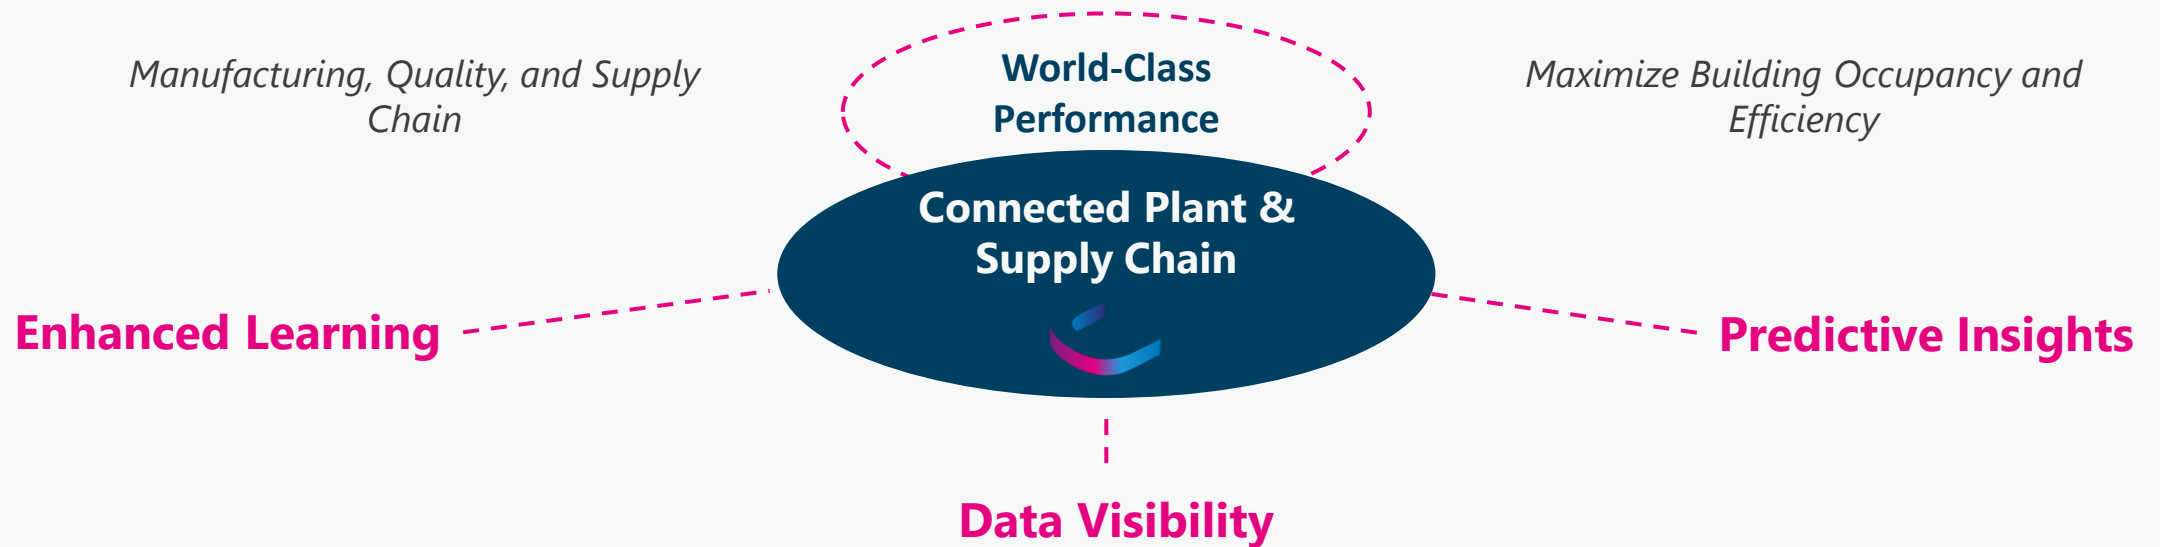 Manufacturing, Quality, and Supply
Chain
World-Class
Performance
Maximize Building Occupancy and
Efficiency
Connected Plant &
Supply Chain
Enhanced Learning
Predictive Insights
Data Visibility